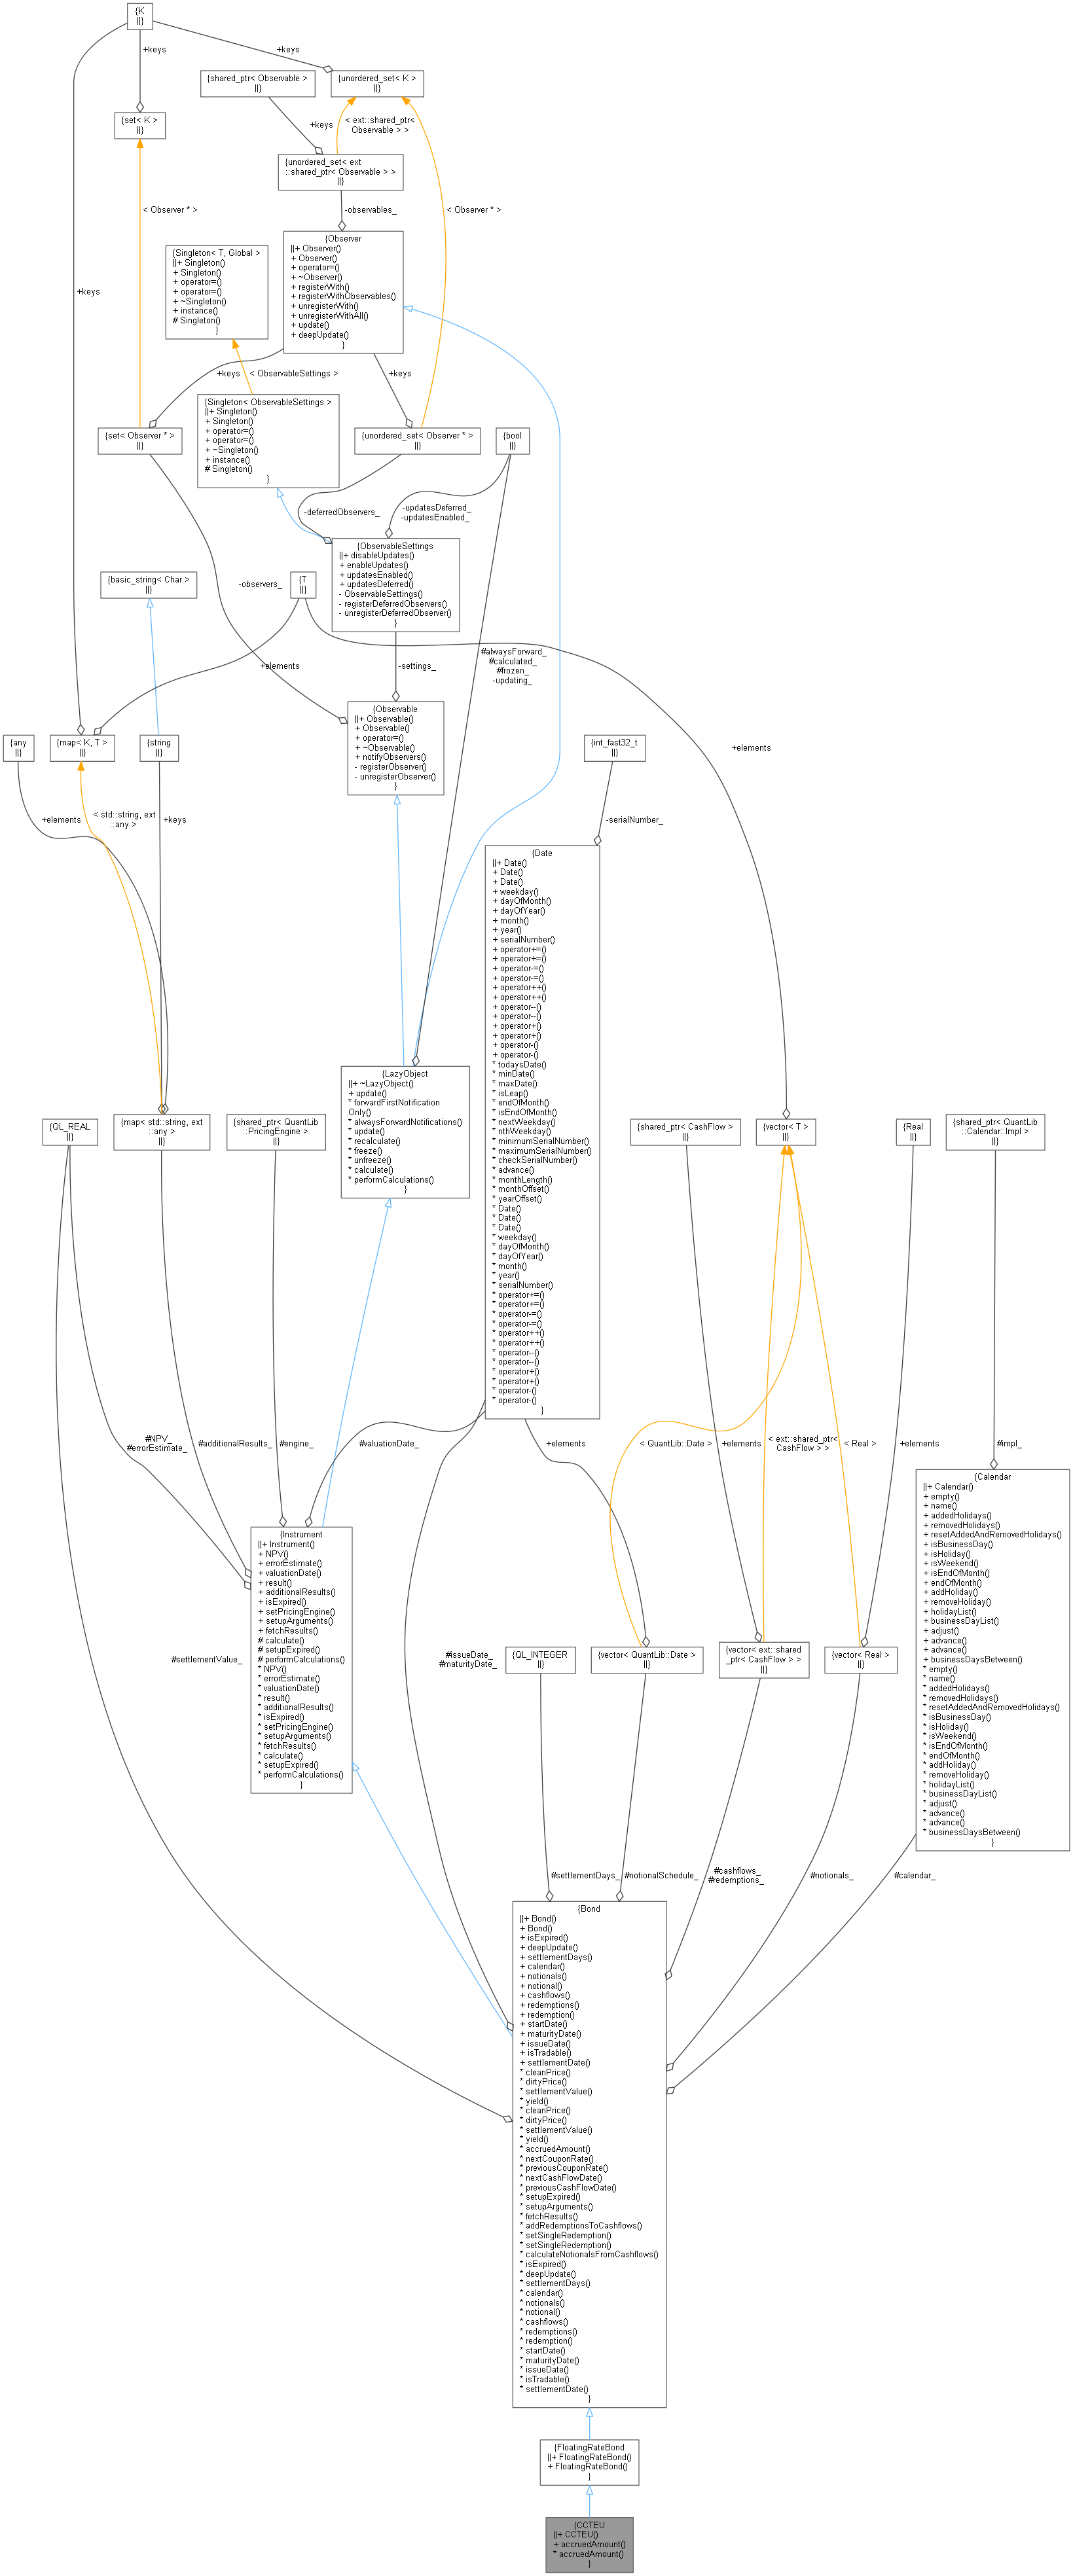 {K
||}
+keys
+keys
{shared_ptr< Observable >
||}
{unordered_set< K >
||}
{set< K >
||}
+keys
< ext::shared_ptr<
Observable > >
{unordered_set< ext
::shared_ptr< Observable > >
||}
< Observer * >
-observables_
< Observer * >
{Observer
||+ Observer()
+ Observer()
+ operator=()
+ ~Observer()
+ registerWith()
+ registerWithObservables()
+ unregisterWith()
+ unregisterWithAll()
+ update()
+ deepUpdate()
}
{Singleton< T, Global >
||+ Singleton()
+ Singleton()
+ operator=()
+ operator=()
+ ~Singleton()
+ instance()
# Singleton()
}
+keys
+keys
< ObservableSettings >
+keys
{Singleton< ObservableSettings >
||+ Singleton()
+ Singleton()
+ operator=()
+ operator=()
+ ~Singleton()
+ instance()
# Singleton()
}
{set< Observer * >
||}
{unordered_set< Observer * >
||}
{bool
||}
-deferredObservers_
-updatesDeferred_
-updatesEnabled_
{ObservableSettings
||+ disableUpdates()
+ enableUpdates()
+ updatesEnabled()
+ updatesDeferred()
- ObservableSettings()
- registerDeferredObservers()
- unregisterDeferredObserver()
}
{basic_string< Char >
||}
-observers_
{T
||}
+elements
-settings_
#alwaysForward_
#calculated_
#frozen_
-updating_
{Observable
||+ Observable()
+ Observable()
+ operator=()
+ ~Observable()
+ notifyObservers()
- registerObserver()
- unregisterObserver()
}
{any
||}
{map< K, T >
||}
{string
||}
{int_fast32_t
||}
+elements
+elements
< std::string, ext
::any >
+keys
-serialNumber_
{Date
||+ Date()
+ Date()
+ Date()
+ weekday()
+ dayOfMonth()
+ dayOfYear()
+ month()
+ year()
+ serialNumber()
+ operator+=()
+ operator+=()
+ operator-=()
+ operator-=()
+ operator++()
+ operator++()
+ operator--()
+ operator--()
+ operator+()
+ operator+()
+ operator-()
+ operator-()
* todaysDate()
* minDate()
* maxDate()
* isLeap()
* endOfMonth()
* isEndOfMonth()
* nextWeekday()
* nthWeekday()
* minimumSerialNumber()
* maximumSerialNumber()
* checkSerialNumber()
* advance()
* monthLength()
* monthOffset()
* yearOffset()
* Date()
* Date()
* Date()
* weekday()
* dayOfMonth()
* dayOfYear()
* month()
* year()
* serialNumber()
* operator+=()
* operator+=()
* operator-=()
* operator-=()
* operator++()
* operator++()
* operator--()
* operator--()
* operator+()
* operator+()
* operator-()
* operator-()
}
{LazyObject
||+ ~LazyObject()
+ update()
* forwardFirstNotification
Only()
* alwaysForwardNotifications()
* update()
* recalculate()
* freeze()
* unfreeze()
* calculate()
* performCalculations()
}
{QL_REAL
||}
{map< std::string, ext
::any >
||}
{shared_ptr< QuantLib
::PricingEngine >
||}
{shared_ptr< CashFlow >
||}
{vector< T >
||}
{Real
||}
{shared_ptr< QuantLib
::Calendar::Impl >
||}
#NPV_
#errorEstimate_
#additionalResults_
#engine_
#valuationDate_
+elements
< QuantLib::Date >
+elements
< ext::shared_ptr<
CashFlow > >
< Real >
+elements
#impl_
{Calendar
||+ Calendar()
+ empty()
+ name()
+ addedHolidays()
+ removedHolidays()
+ resetAddedAndRemovedHolidays()
+ isBusinessDay()
+ isHoliday()
+ isWeekend()
+ isEndOfMonth()
+ endOfMonth()
+ addHoliday()
+ removeHoliday()
+ holidayList()
+ businessDayList()
+ adjust()
+ advance()
+ advance()
+ businessDaysBetween()
* empty()
* name()
* addedHolidays()
* removedHolidays()
* resetAddedAndRemovedHolidays()
* isBusinessDay()
* isHoliday()
* isWeekend()
* isEndOfMonth()
* endOfMonth()
* addHoliday()
* removeHoliday()
* holidayList()
* businessDayList()
* adjust()
* advance()
* advance()
* businessDaysBetween()
}
{Instrument
||+ Instrument()
+ NPV()
+ errorEstimate()
+ valuationDate()
+ result()
+ additionalResults()
+ isExpired()
+ setPricingEngine()
+ setupArguments()
+ fetchResults()
# calculate()
# setupExpired()
# performCalculations()
* NPV()
* errorEstimate()
* valuationDate()
* result()
* additionalResults()
* isExpired()
* setPricingEngine()
* setupArguments()
* fetchResults()
* calculate()
* setupExpired()
* performCalculations()
}
#settlementValue_
#issueDate_
#maturityDate_
{QL_INTEGER
||}
{vector< QuantLib::Date >
||}
{vector< ext::shared
_ptr< CashFlow > >
||}
{vector< Real >
||}
#settlementDays_
#notionalSchedule_
#cashflows_
#redemptions_
#notionals_
#calendar_
{Bond
||+ Bond()
+ Bond()
+ isExpired()
+ deepUpdate()
+ settlementDays()
+ calendar()
+ notionals()
+ notional()
+ cashflows()
+ redemptions()
+ redemption()
+ startDate()
+ maturityDate()
+ issueDate()
+ isTradable()
+ settlementDate()
* cleanPrice()
* dirtyPrice()
* settlementValue()
* yield()
* cleanPrice()
* dirtyPrice()
* settlementValue()
* yield()
* accruedAmount()
* nextCouponRate()
* previousCouponRate()
* nextCashFlowDate()
* previousCashFlowDate()
* setupExpired()
* setupArguments()
* fetchResults()
* addRedemptionsToCashflows()
* setSingleRedemption()
* setSingleRedemption()
* calculateNotionalsFromCashflows()
* isExpired()
* deepUpdate()
* settlementDays()
* calendar()
* notionals()
* notional()
* cashflows()
* redemptions()
* redemption()
* startDate()
* maturityDate()
* issueDate()
* isTradable()
* settlementDate()
}
{FloatingRateBond
||+ FloatingRateBond()
+ FloatingRateBond()
}
{CCTEU
||+ CCTEU()
+ accruedAmount()
* accruedAmount()
}